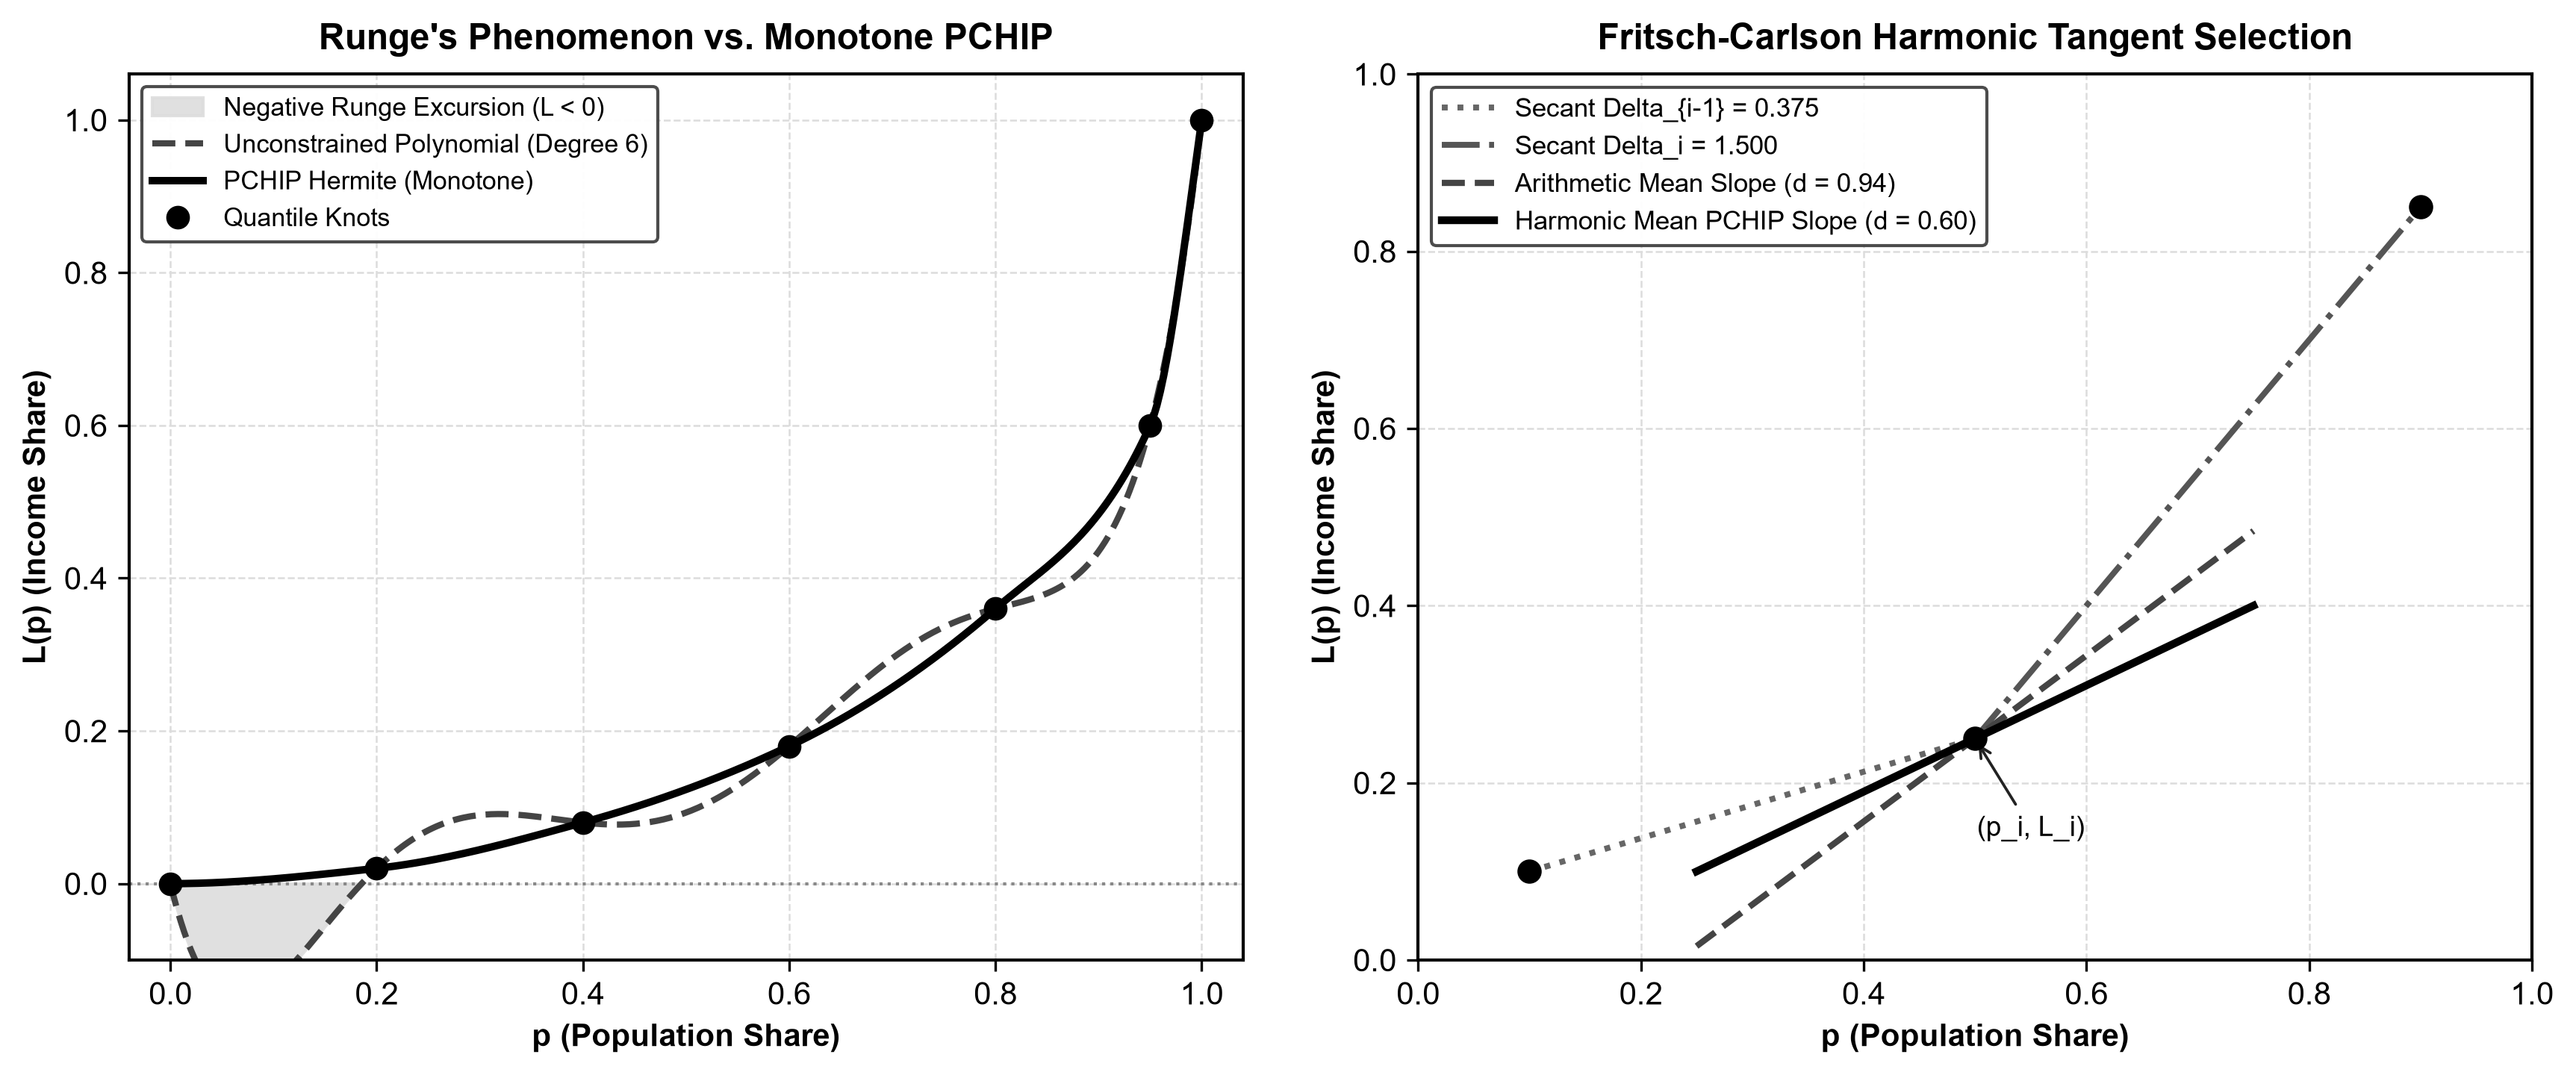 Runge's Phenomenon vs. Monotone PCHIP
Negative Runge Excursion (L < 0)
Unconstrained Polynomial (Degree 6)
PCHIP Hermite (Monotone)
Quantile Knots
1.0
0.8
0.6
0.4
0.2
0.0
L(p) (Income Share)
0.0 0.2 0.4 0.6 0.8 1.0
p (Population Share)
Fritsch-Carlson Harmonic Tangent Selection
Secant Delta_{i-1} = 0.375
Secant Delta_i = 1.500
Arithmetic Mean Slope (d = 0.94)
Harmonic Mean PCHIP Slope (d = 0.60)
1.0
0.8
0.6
0.4
0.2
0.0
L(p) (Income Share)
(p_i, L_i)
0.0 0.2 0.4 0.6 0.8 1.0
p (Population Share)